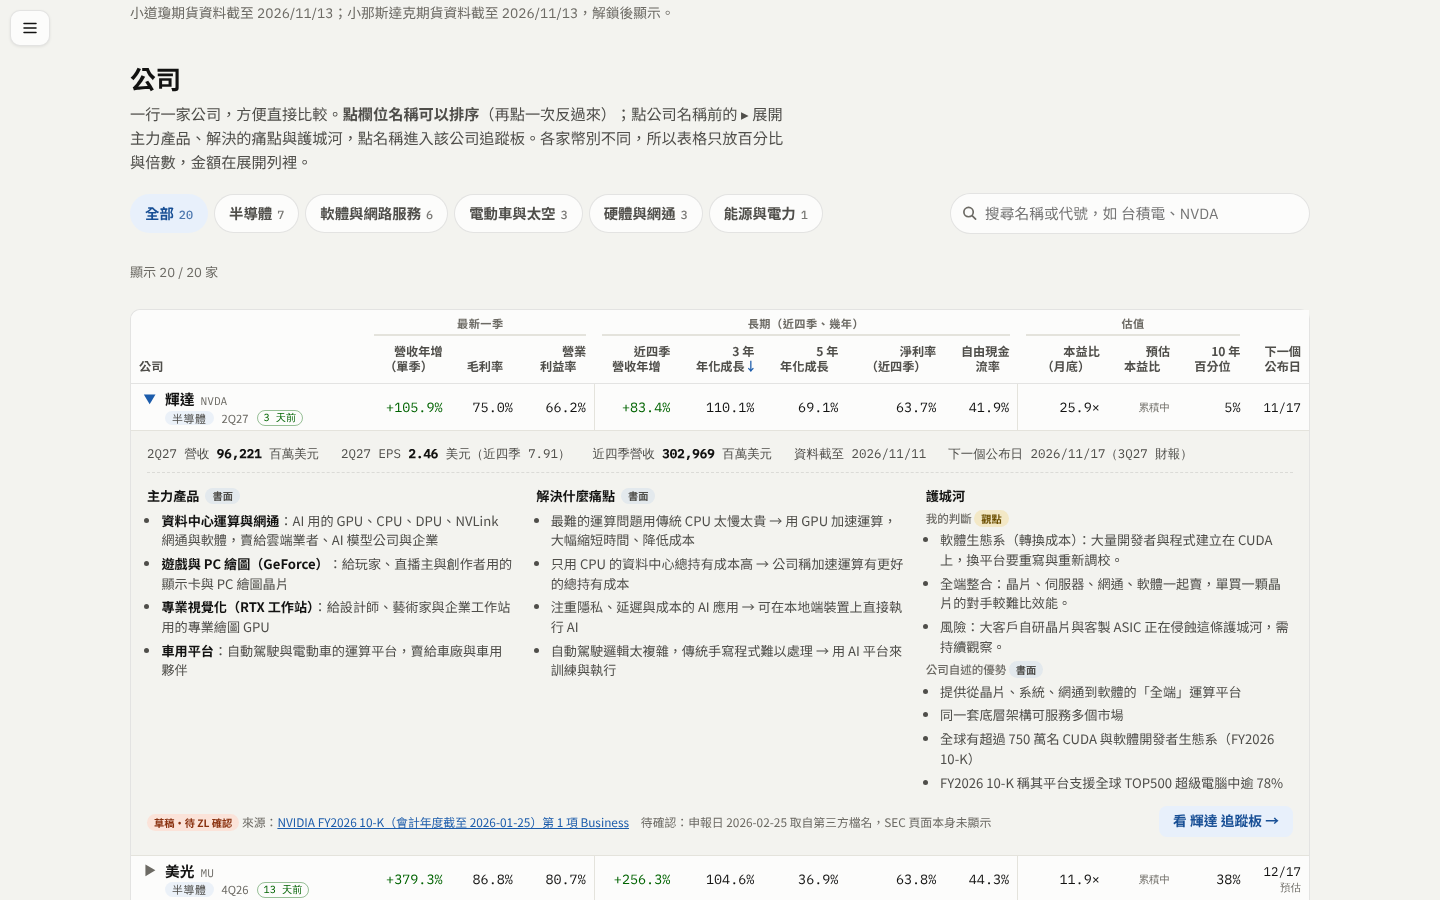 小道瓊期貨資料截至 2026/11/13；小那斯達克期貨資料截至 2026/11/13，解鎖後顯示。
公司
一行一家公司，方便直接比較。點欄位名稱可以排序（再點一次反過來）；點公司名稱前的 ▸ 展開
主力產品、解決的痛點與護城河，點名稱進入該公司追蹤板。各家幣別不同，所以表格只放百分比
與倍數，金額在展開列裡。
全部 20 半導體 7 軟體與網路服務 6 電動車與太空 3 硬體與網通 3 能源與電力 1 搜尋名稱或代號，如 台積電、NVDA
顯示 20 / 20 家
最新一季 長期（近四季、幾年） 估值
公司 營收年增（單季） 毛利率 營業利益率 近四季營收年增 3 年年化成長↓ 5 年年化成長 淨利率（近四季） 自由現金流率 本益比（月底） 預估本益比 10 年百分位 下一個公布日
▼ 輝達 NVDA +105.9% 75.0% 66.2% +83.4% 110.1% 69.1% 63.7% 41.9% 25.9× 累積中 5% 11/17
半導體 2Q27 3 天前
2Q27 營收 96,221 百萬美元 2Q27 EPS 2.46 美元（近四季 7.91） 近四季營收 302,969 百萬美元 資料截至 2026/11/11 下一個公布日 2026/11/17（3Q27 財報）
主力產品 書面
• 資料中心運算與網通：AI 用的 GPU、CPU、DPU、NVLink
網通與軟體，賣給雲端業者、AI 模型公司與企業
• 遊戲與 PC 繪圖（GeForce）：給玩家、直播主與創作者用的
顯示卡與 PC 繪圖晶片
• 專業視覺化（RTX 工作站）：給設計師、藝術家與企業工作站
用的專業繪圖 GPU
• 車用平台：自動駕駛與電動車的運算平台，賣給車廠與車用
夥伴
解決什麼痛點 書面
• 最難的運算問題用傳統 CPU 太慢太貴 → 用 GPU 加速運算，
大幅縮短時間、降低成本
• 只用 CPU 的資料中心總持有成本高 → 公司稱加速運算有更好
的總持有成本
• 注重隱私、延遲與成本的 AI 應用 → 可在本地端裝置上直接執
行 AI
• 自動駕駛邏輯太複雜，傳統手寫程式難以處理 → 用 AI 平台來
訓練與執行
護城河
我的判斷 觀點
• 軟體生態系（轉換成本）：大量開發者與程式建立在 CUDA
上，換平台要重寫與重新調校。
• 全端整合：晶片、伺服器、網通、軟體一起賣，單買一顆晶
片的對手較難比效能。
• 風險：大客戶自研晶片與客製 ASIC 正在侵蝕這條護城河，需
持續觀察。
公司自述的優勢 書面
• 提供從晶片、系統、網通到軟體的「全端」運算平台
• 同一套底層架構可服務多個市場
• 全球有超過 750 萬名 CUDA 與軟體開發者生態系（FY2026
10-K）
• FY2026 10-K 稱其平台支援全球 TOP500 超級電腦中逾 78%
草稿・待 ZL 確認 來源：NVIDIA FY2026 10-K（會計年度截至 2026-01-25）第 1 項 Business 待確認：申報日 2026-02-25 取自第三方檔名，SEC 頁面本身未顯示 看 輝達 追蹤板 →
▶ 美光 MU +379.3% 86.8% 80.7% +256.3% 104.6% 36.9% 63.8% 44.3% 11.9× 累積中 38% 12/17
半導體 4Q26 13 天前 預估